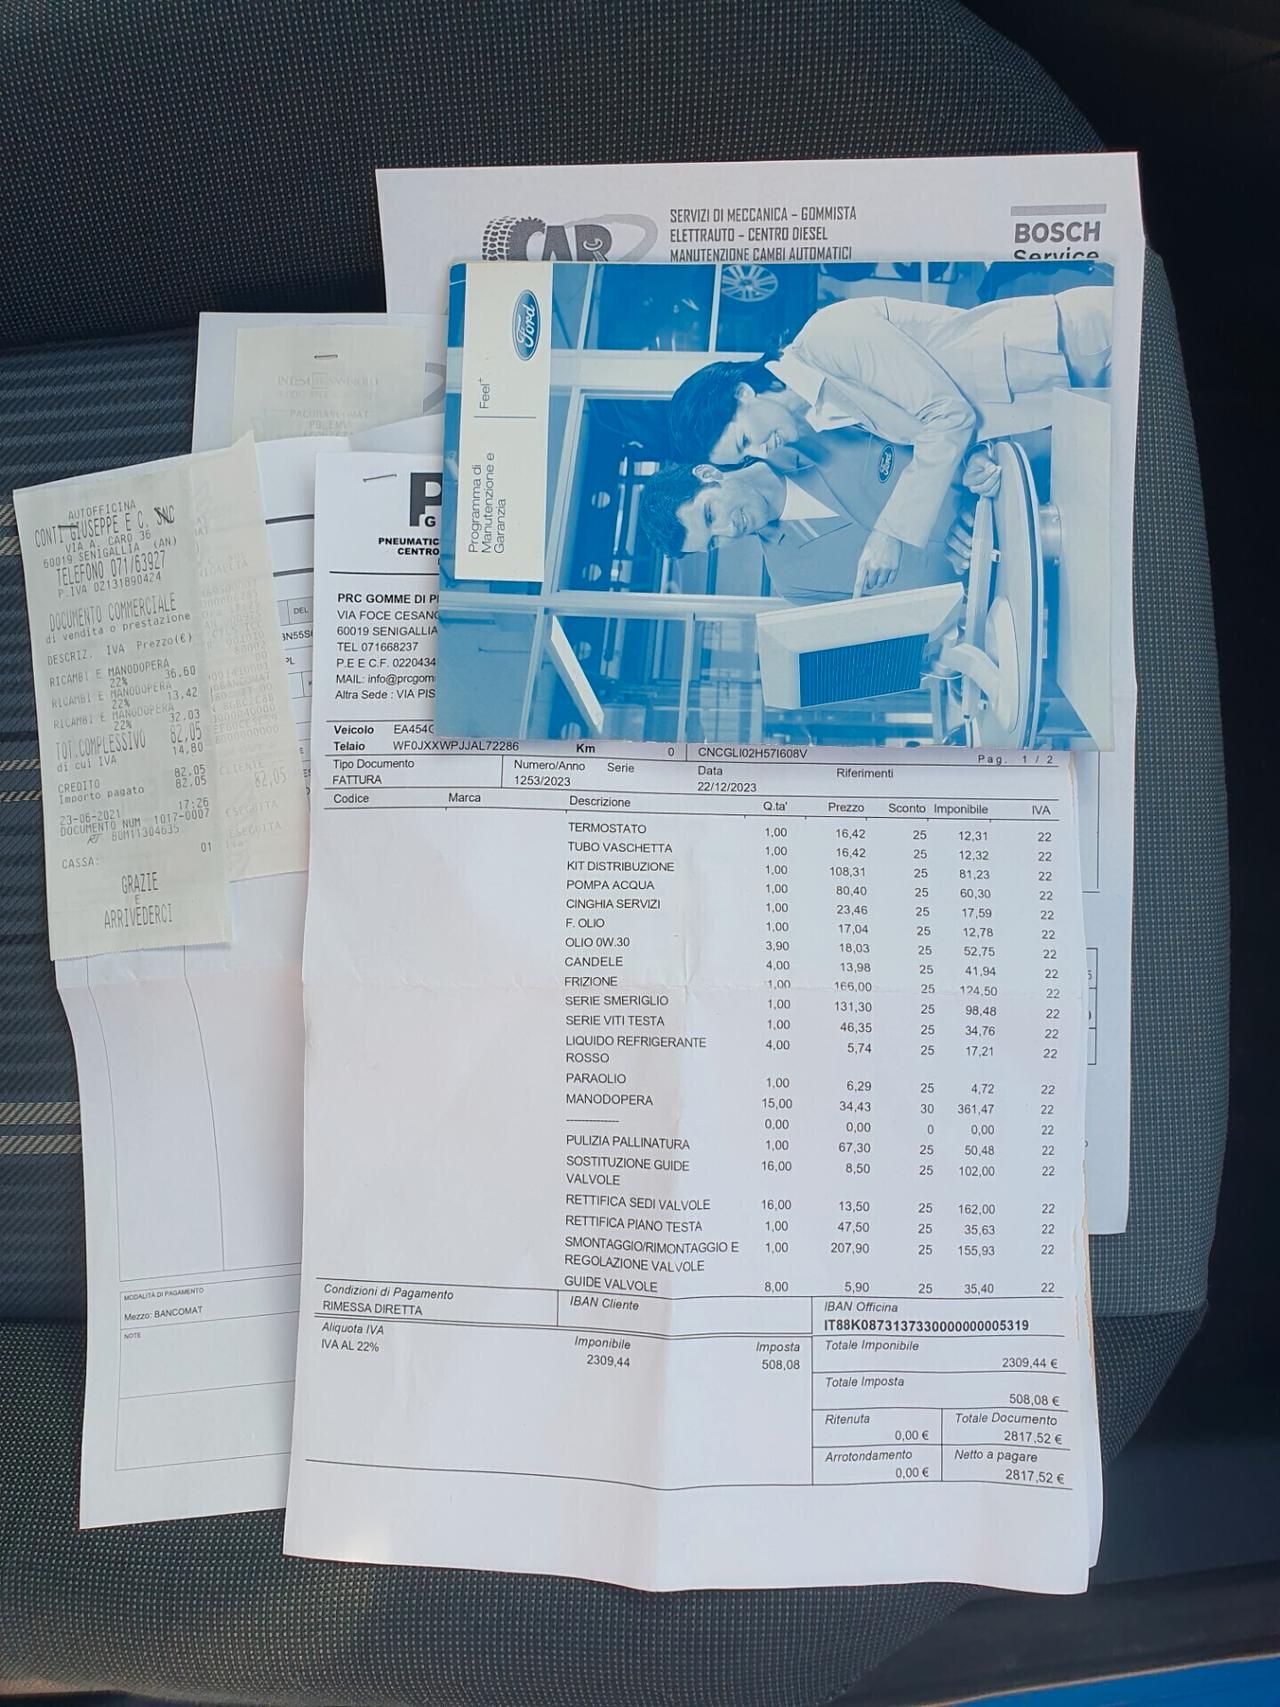 SERVIZI DI MECCANICA – GOMMISTA
ELETTRAUTO – CENTRO DIESEL
MANUTENZIONE CAMBI AUTOMATICI
CAR
BOSCH
Service
Ford
Feel+
Programma di
Manutenzione e
Garanzia
Ford
AUTOFFICINA
CONTI GIUSEPPE E G. SNC
VIA A. CARO 36
60019 SENIGALLIA (AN)
TELEFONO 071/63927
P.IVA 02131890424
DOCUMENTO COMMERCIALE
di vendita o prestazione
DESCRIZ. IVA Prezzo(€)
RICAMBI E MANODOPERA
22% 36,60
RICAMBI E MANODOPERA
22% 13,42
RICAMBI E MANODOPERA
22% 32,03
TOT.COMPLESSIVO 82,05
di cui IVA 14,80
CREDITO 82,05
Importo pagato 82,05
23-06-2021 17:26
DOCUMENTO NUM 1017-0007
RT 80M11304635
CASSA: 01
GRAZIE
E
ARRIVEDERCI
CLIENTE
82,05
ESEGUITTA
DEL
MODALITÀ DI PAGAMENTO
Mezzo: BANCOMAT
NOTE
P
G
PNEUMATIC
CENTRO
PRC GOMME DI P
VIA FOCE CESANO
60019 SENIGALLIA
TEL 071668237
P.E E C.F. 0220434
MAIL: info@prcgom
Altra Sede : VIA PIS
Veicolo EA454
Telaio WF0JXXWPJJAL72286 Km 0 CNCGLI02H57I608V Pag. 1 / 2
Tipo Documento Numero/Anno Serie Data Riferimenti
FATTURA 1253/2023 22/12/2023
Codice Marca Descrizione Q.ta' Prezzo Sconto Imponibile IVA
TERMOSTATO 1,00 16,42 25 12,31 22
TUBO VASCHETTA 1,00 16,42 25 12,32 22
KIT DISTRIBUZIONE 1,00 108,31 25 81,23 22
POMPA ACQUA 1,00 80,40 25 60,30 22
CINGHIA SERVIZI 1,00 23,46 25 17,59 22
F. OLIO 1,00 17,04 25 12,78 22
OLIO 0W.30 3,90 18,03 25 52,75 22
CANDELE 4,00 13,98 25 41,94 22
FRIZIONE 1,00 166,00 25 124,50 22
SERIE SMERIGLIO 1,00 131,30 25 98,48 22
SERIE VITI TESTA 1,00 46,35 25 34,76 22
LIQUIDO REFRIGERANTE 4,00 5,74 25 17,21 22
ROSSO
PARAOLIO 1,00 6,29 25 4,72 22
MANODOPERA 15,00 34,43 30 361,47 22
--------------- 0,00 0,00 0 0,00 22
PULIZIA PALLINATURA 1,00 67,30 25 50,48 22
SOSTITUZIONE GUIDE 16,00 8,50 25 102,00 22
VALVOLE
RETTIFICA SEDI VALVOLE 16,00 13,50 25 162,00 22
RETTIFICA PIANO TESTA 1,00 47,50 25 35,63 22
SMONTAGGIO/RIMONTAGGIO E 1,00 207,90 25 155,93 22
REGOLAZIONE VALVOLE
GUIDE VALVOLE 8,00 5,90 25 35,40 22
Condizioni di Pagamento IBAN Cliente IBAN Officina
RIMESSA DIRETTA IT88K0873137330000000005319
Aliquota IVA Imponibile Imposta Totale Imponibile
IVA AL 22% 2309,44 508,08 2309,44 €
Totale Imposta
508,08 €
Ritenuta Totale Documento
0,00 € 2817,52 €
Arrotondamento Netto a pagare
0,00 € 2817,52 €